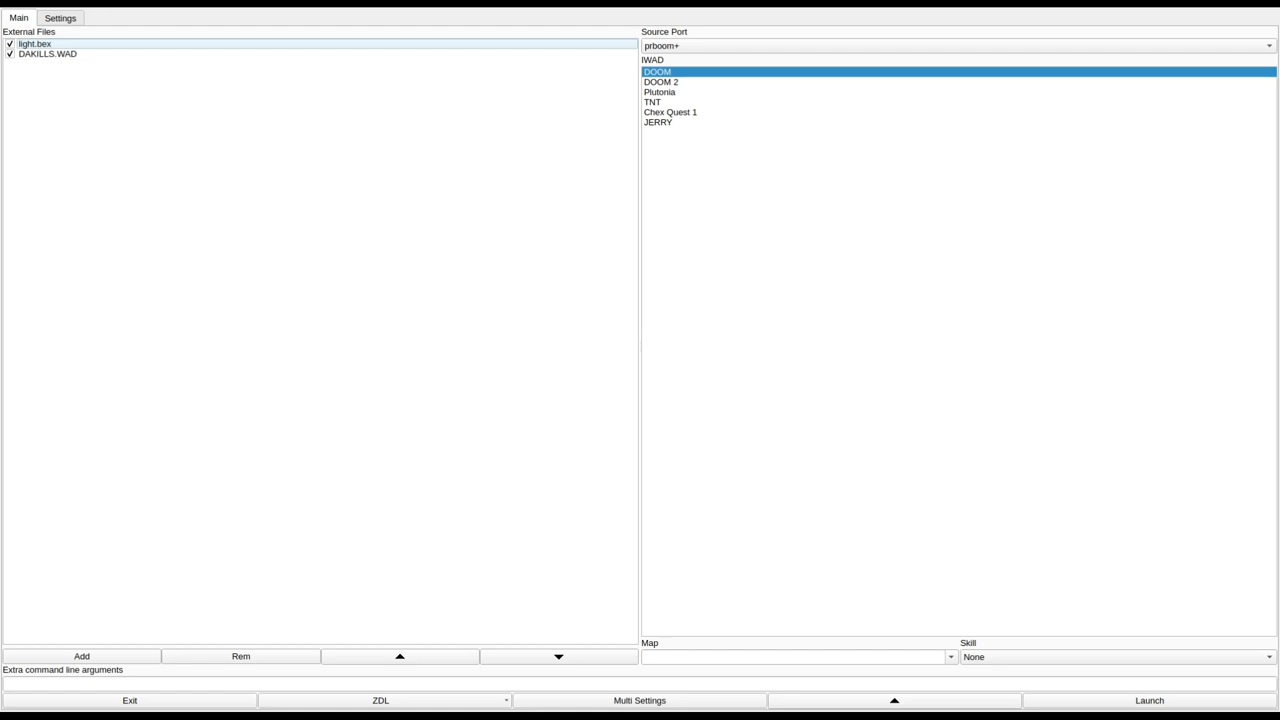 Main
Settings
External Files
light.bex
DAKILLS.WAD
Source Port
prboom+
IWAD
DOOM
DOOM 2
Plutonia
TNT
Chex Quest 1
JERRY
Map
Skill
None
Add
Rem
Extra command line arguments
Exit
ZDL
Multi Settings
Launch